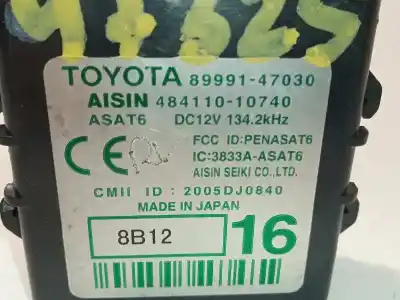 TOYOTA 89991-47030
AISIN 484110-10740
ASAT6 DC12V 134.2kHz
CE FCC ID:PENASAT6
IC:3833A-ASAT6
AISIN SEIKI CO.,LTD.
CMII ID : 2005DJ0840
MADE IN JAPAN
8B12 16